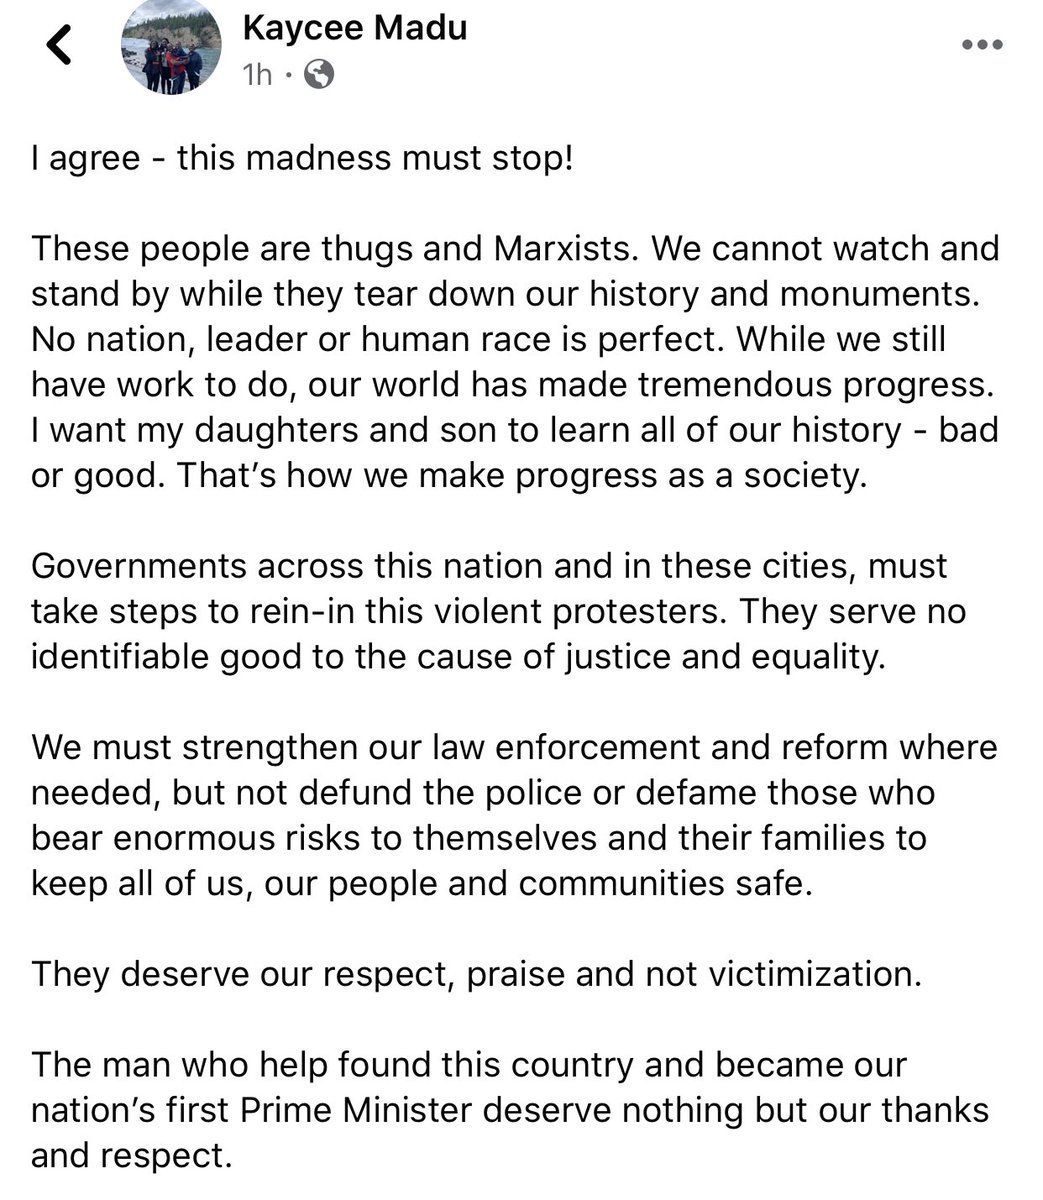 Kaycee Madu
1h ·
I agree - this madness must stop!
These people are thugs and Marxists. We cannot watch and
stand by while they tear down our history and monuments.
No nation, leader or human race is perfect. While we still
have work to do, our world has made tremendous progress.
I want my daughters and son to learn all of our history - bad
or good. That’s how we make progress as a society.
Governments across this nation and in these cities, must
take steps to rein-in this violent protesters. They serve no
identifiable good to the cause of justice and equality.
We must strengthen our law enforcement and reform where
needed, but not defund the police or defame those who
bear enormous risks to themselves and their families to
keep all of us, our people and communities safe.
They deserve our respect, praise and not victimization.
The man who help found this country and became our
nation’s first Prime Minister deserve nothing but our thanks
and respect.